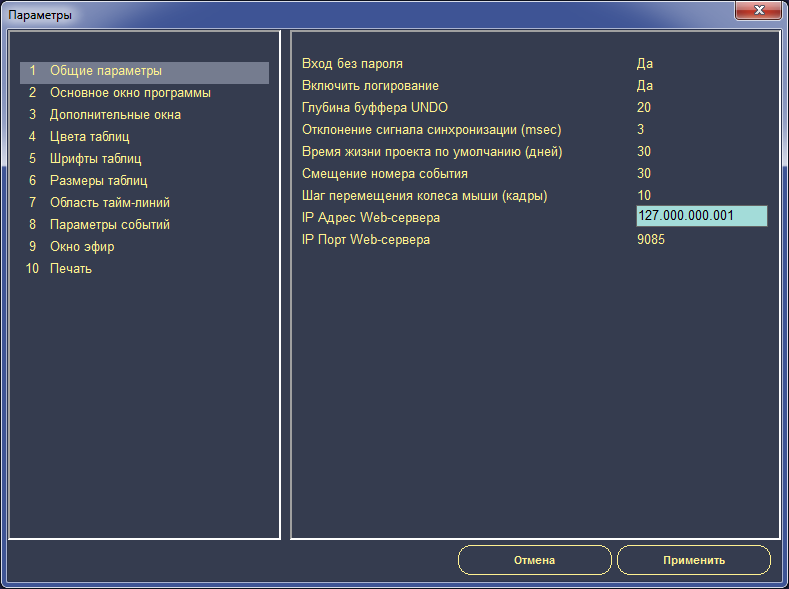 Параметры
1 Общие параметры
2 Основное окно программы
3 Дополнительные окна
4 Цвета таблиц
5 Шрифты таблиц
6 Размеры таблиц
7 Область тайм-линий
8 Параметры событий
9 Окно эфир
10 Печать
Вход без пароля Да
Включить логирование Да
Глубина буффера UNDO 20
Отклонение сигнала синхронизации (msec) 3
Время жизни проекта по умолчанию (дней) 30
Смещение номера события 30
Шаг перемещения колеса мыши (кадры) 10
IP Адрес Web-сервера 127.000.000.001
IP Порт Web-сервера 9085
Отмена Применить